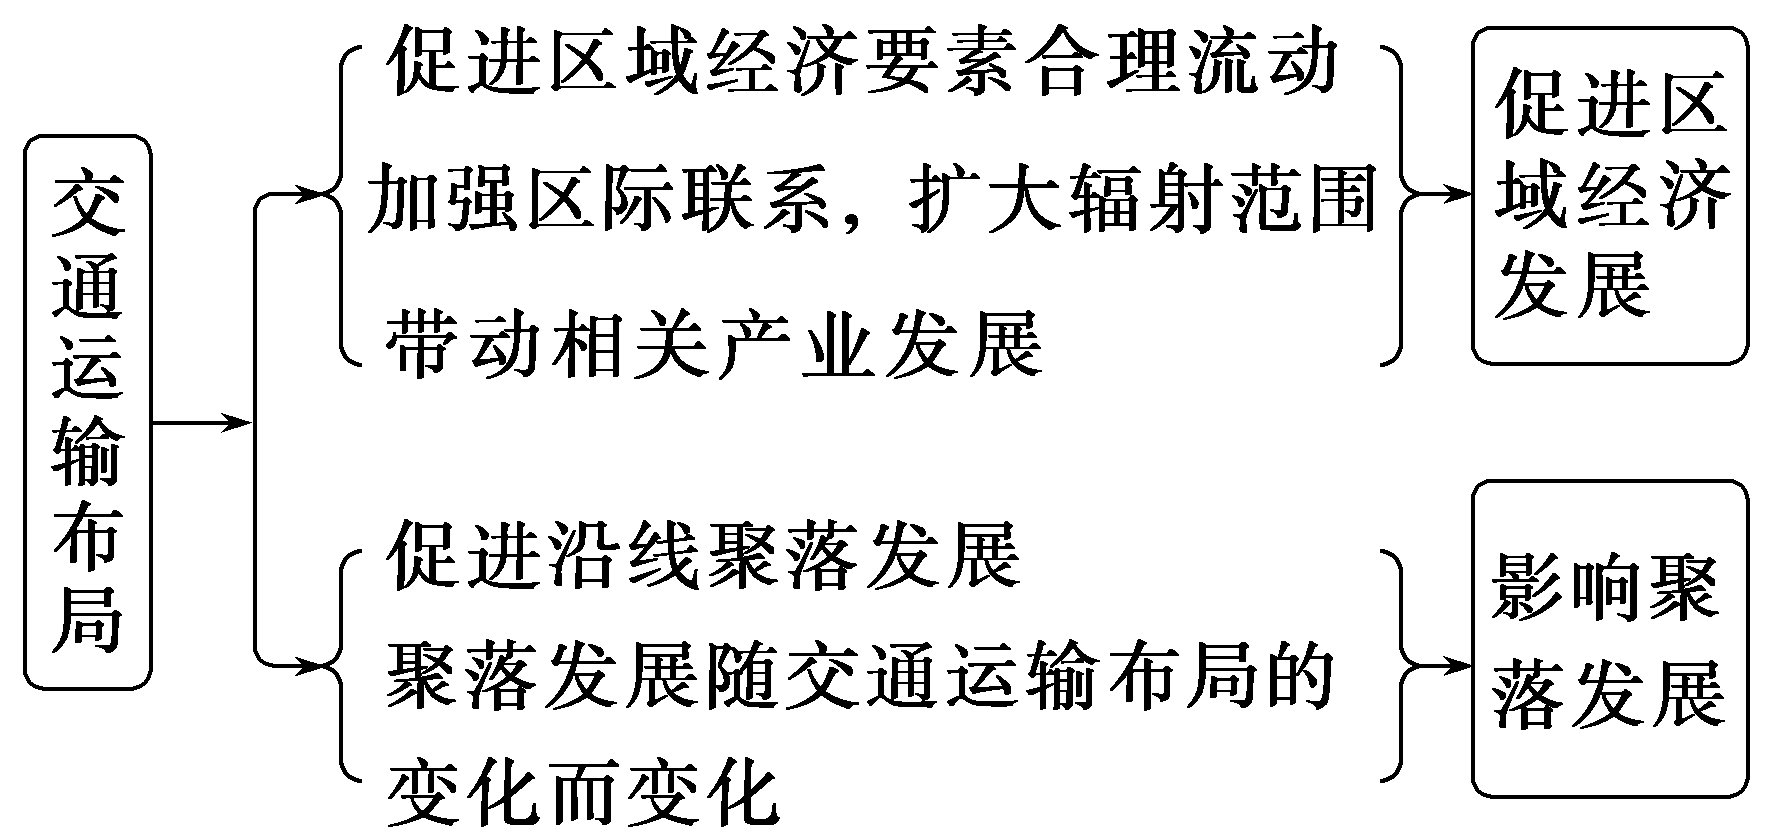 交通运输布局
促进区域经济要素合理流动
加强区际联系，扩大辐射范围
带动相关产业发展
促进区
域经济
发展
促进沿线聚落发展
聚落发展随交通运输布局的
变化而变化
影响聚
落发展